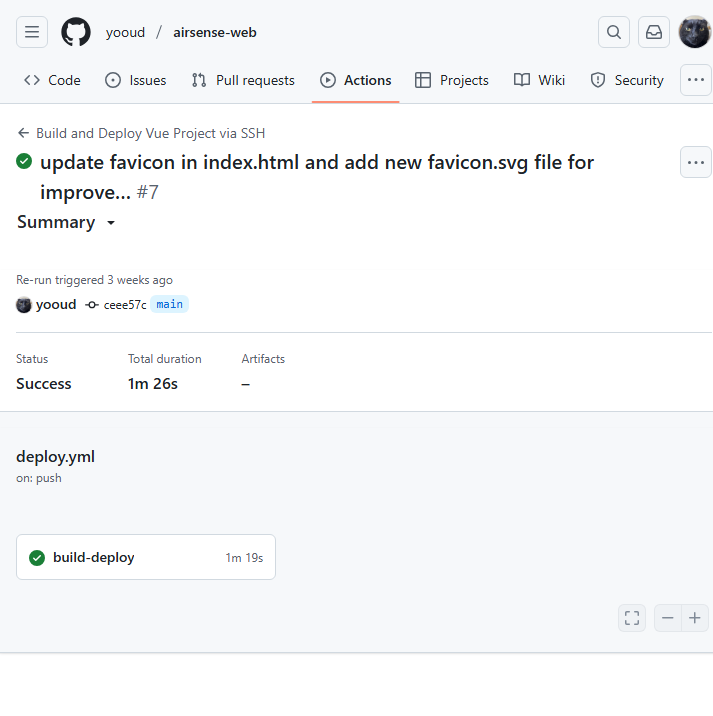 yooud / airsense-web
Code Issues Pull requests Actions Projects Wiki Security
Build and Deploy Vue Project via SSH
update favicon in index.html and add new favicon.svg file for
improve... #7
Summary
Re-run triggered 3 weeks ago
yooud ceee57c main
Status Total duration Artifacts
Success 1m 26s –
deploy.yml
on: push
build-deploy 1m 19s